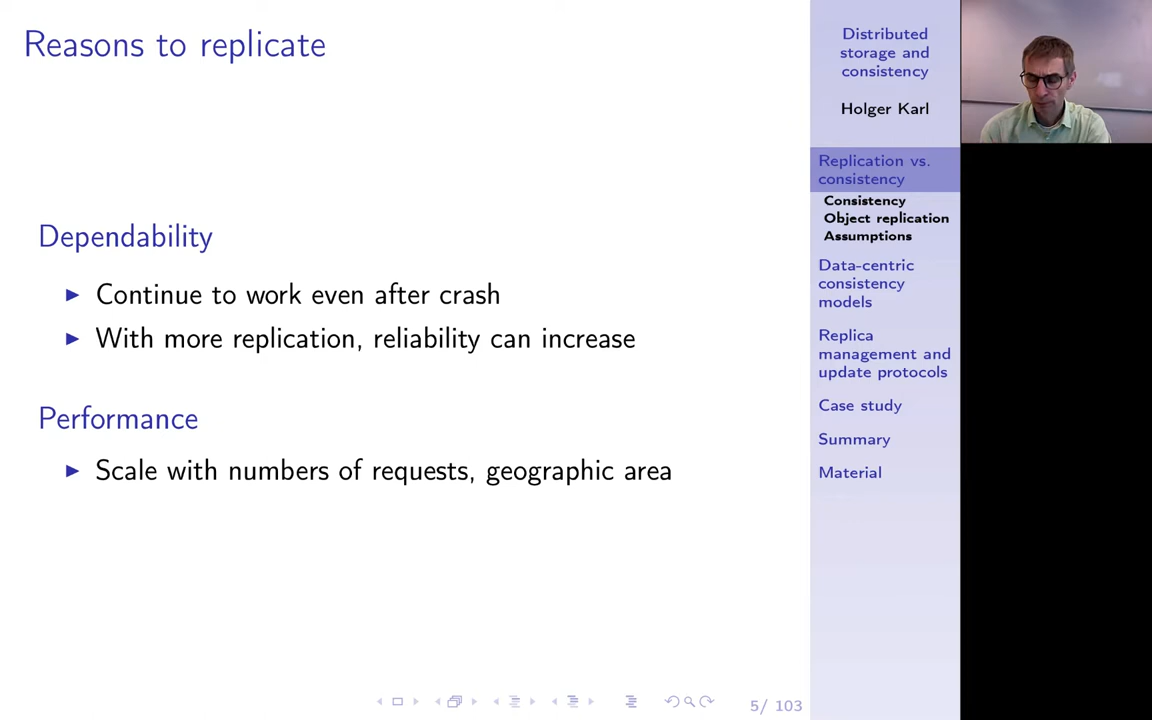 Reasons to replicate
Dependability
Continue to work even after crash
With more replication, reliability can increase
Performance
Scale with numbers of requests, geographic area
5/ 103
Distributed
storage and
consistency
Holger Karl
Replication vs.
consistency
Consistency
Object replication
Assumptions
Data-centric
consistency
models
Replica
management and
update protocols
Case study
Summary
Material